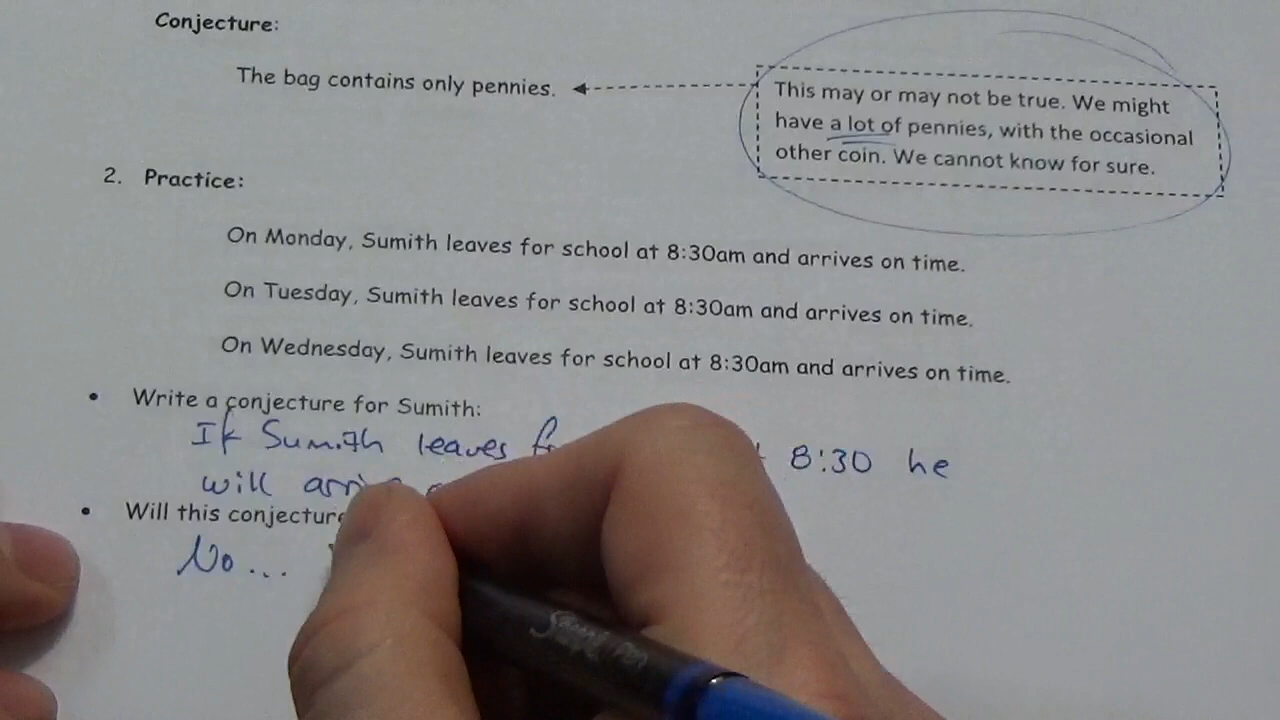 Conjecture:
The bag contains only pennies.
This may or may not be true. We might
have a lot of pennies, with the occasional
other coin. We cannot know for sure.
2. Practice:
On Monday, Sumith leaves for school at 8:30am and arrives on time.
On Tuesday, Sumith leaves for school at 8:30am and arrives on time.
On Wednesday, Sumith leaves for school at 8:30am and arrives on time.
• Write a conjecture for Sumith:
If Sumith leaves 8:30 he
will
• Will this conjecture
No...